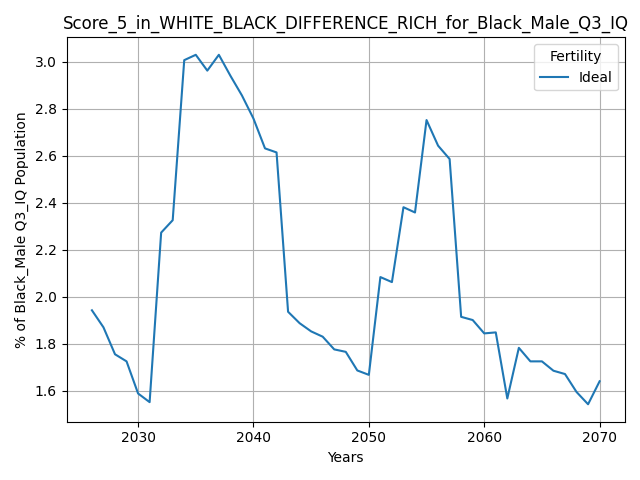 Score_5_in_WHITE_BLACK_DIFFERENCE_RICH_for_Black_Male_Q3_IQ
Fertility
Ideal
% of Black_Male Q3_IQ Population
3.0
2.8
2.6
2.4
2.2
2.0
1.8
1.6
2030
2040
2050
2060
2070
Years